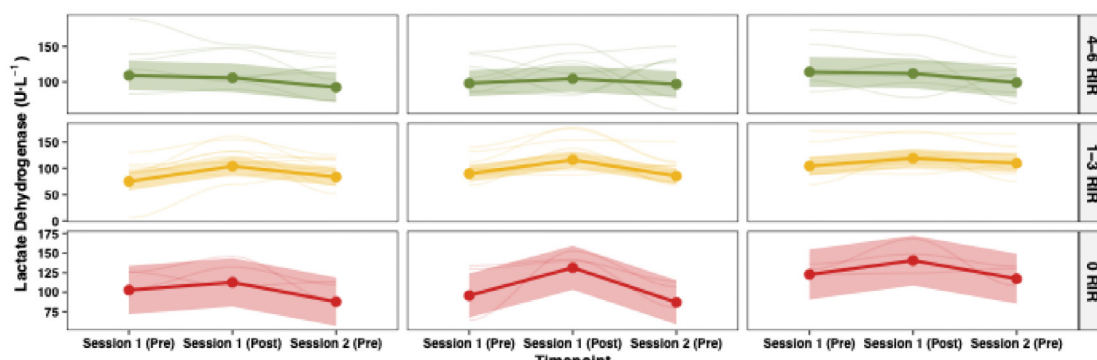 Lactate Dehydrogenase (U·L⁻¹)
150
100
4–6 RIR
150
100
50
0
1–3 RIR
175
150
125
100
75
0 RIR
Session 1 (Pre) Session 1 (Post) Session 2 (Pre) Session 1 (Pre) Session 1 (Post) Session 2 (Pre) Session 1 (Pre) Session 1 (Post) Session 2 (Pre)
Timepoint